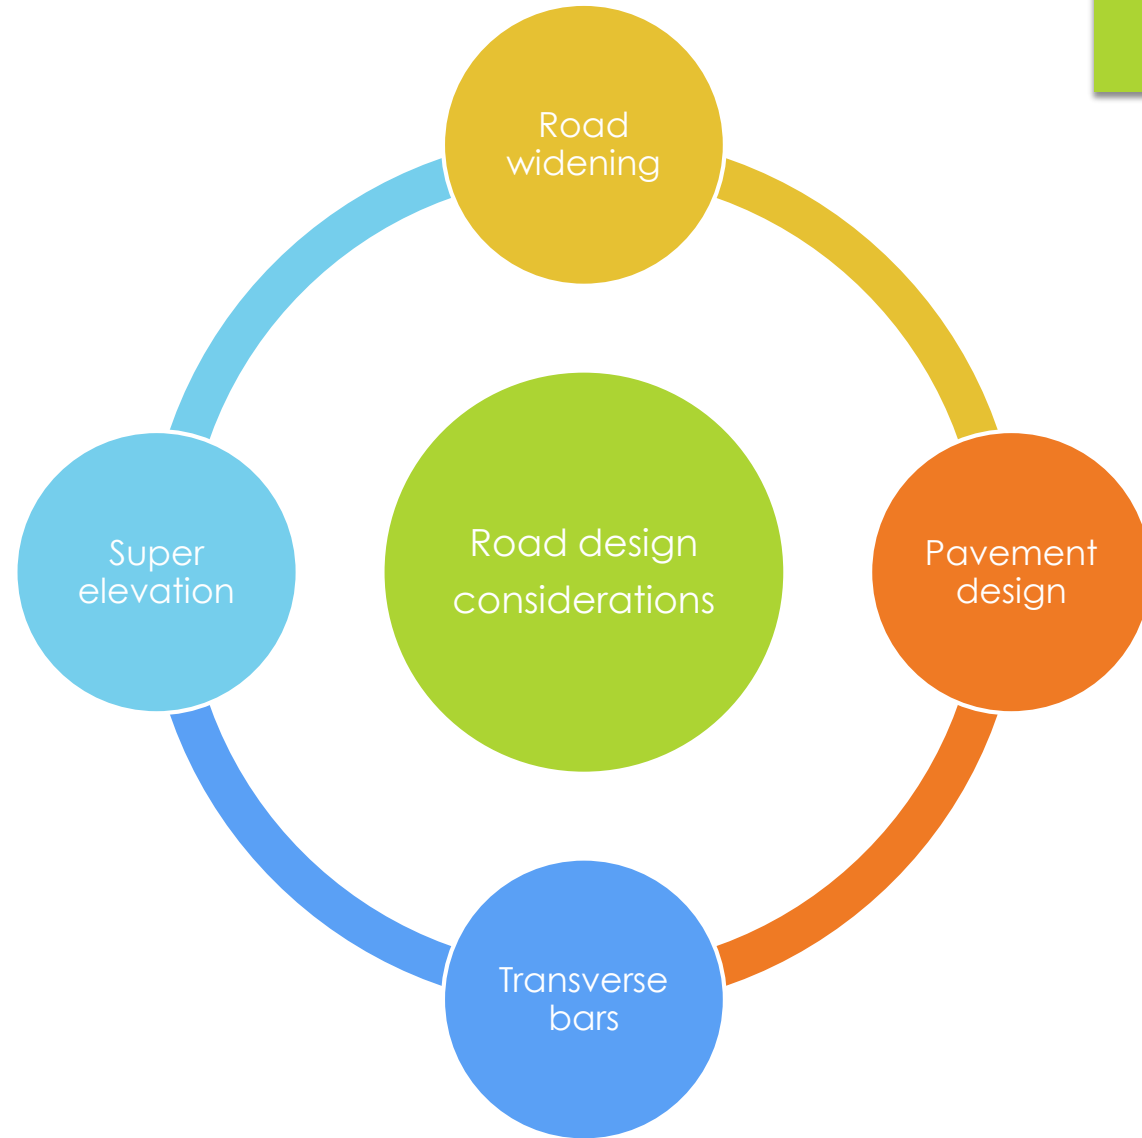 Road
widening
Super
elevation
Road design
considerations
Pavement
design
Transverse
bars